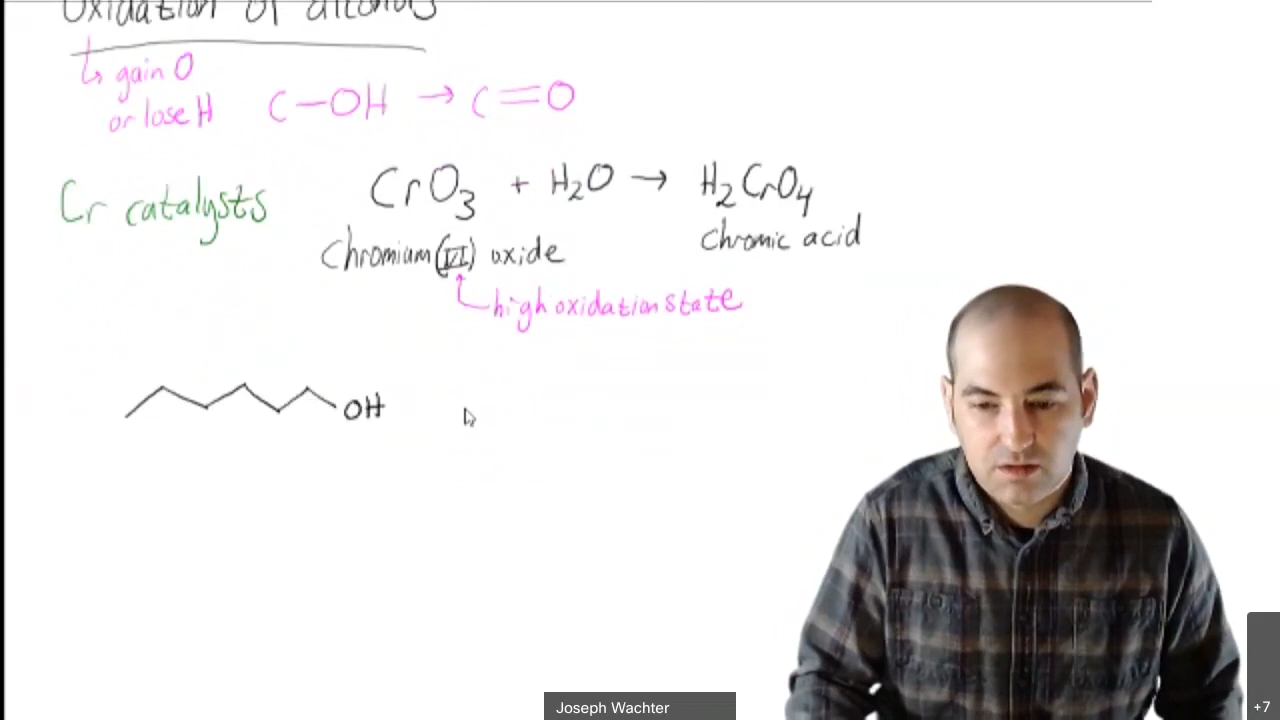 Oxidation of alcohols
↳ gain O
or lose H C-OH → C=O
Cr catalysts CrO3 + H2O → H2CrO4
Chromium (VI) oxide chromic acid
high oxidation state
OH
Joseph Wachter
+7